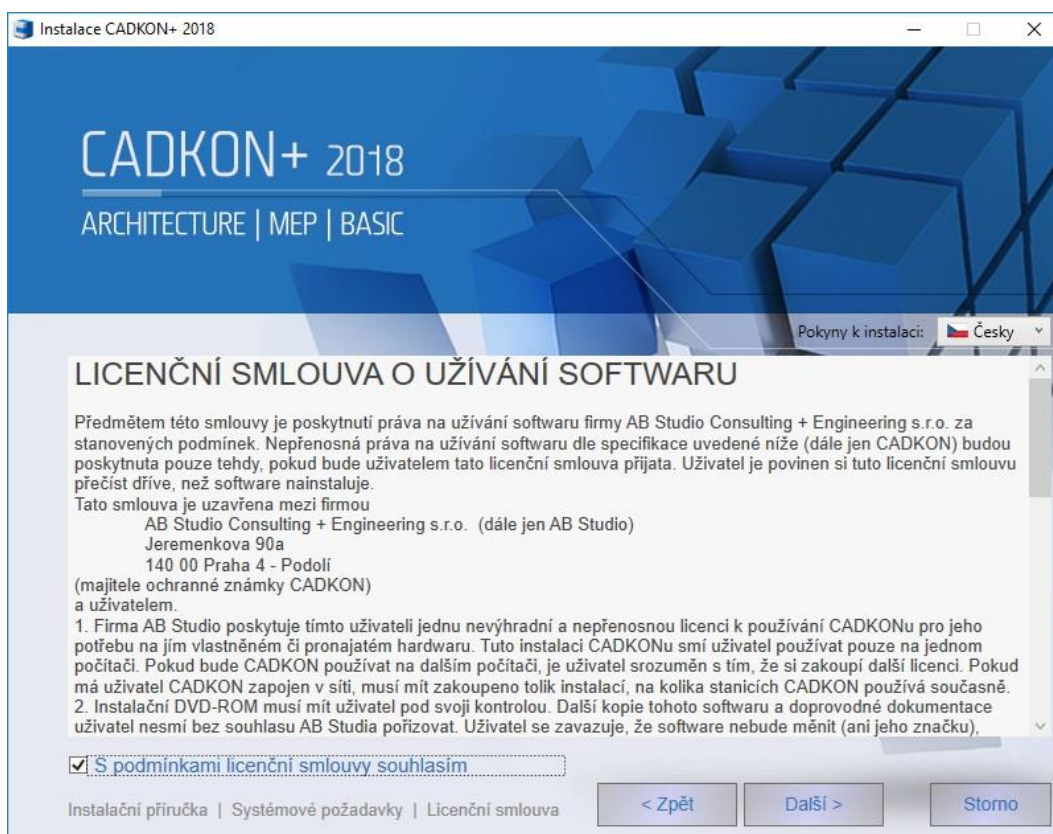 Instalace CADKON+ 2018
CADKON+ 2018
ARCHITECTURE | MEP | BASIC
Pokyny k instalaci: Česky
LICENČNÍ SMLOUVA O UŽÍVÁNÍ SOFTWARU
Předmětem této smlouvy je poskytnutí práva na užívání softwaru firmy AB Studio Consulting + Engineering s.r.o. za
stanovených podmínek. Nepřenosná práva na užívání softwaru dle specifikace uvedené níže (dále jen CADKON) budou
poskytnuta pouze tehdy, pokud bude uživatelem tato licenční smlouva přijata. Uživatel je povinen si tuto licenční smlouvu
přečíst dříve, než software nainstaluje.
Tato smlouva je uzavřena mezi firmou
AB Studio Consulting + Engineering s.r.o. (dále jen AB Studio)
Jeremenkova 90a
140 00 Praha 4 - Podolí
(majitele ochranné známky CADKON)
a uživatelem.
1. Firma AB Studio poskytuje tímto uživateli jednu nevýhradní a nepřenosnou licenci k používání CADKONu pro jeho
potřebu na jím vlastněném či pronajatém hardwaru. Tuto instalaci CADKONu smí uživatel používat pouze na jednom
počítači. Pokud bude CADKON používat na dalším počítači, je uživatel srozuměn s tím, že si zakoupí další licenci. Pokud
má uživatel CADKON zapojen v síti, musí mít zakoupeno tolik instalací, na kolika stanicích CADKON používá současně.
2. Instalační DVD-ROM musí mít uživatel pod svoji kontrolou. Další kopie tohoto softwaru a doprovodné dokumentace
uživatel nesmí bez souhlasu AB Studia pořizovat. Uživatel se zavazuje, že software nebude měnit (ani jeho značku),
S podmínkami licenční smlouvy souhlasím
Instalační příručka | Systémové požadavky | Licenční smlouva
< Zpět
Další >
Storno